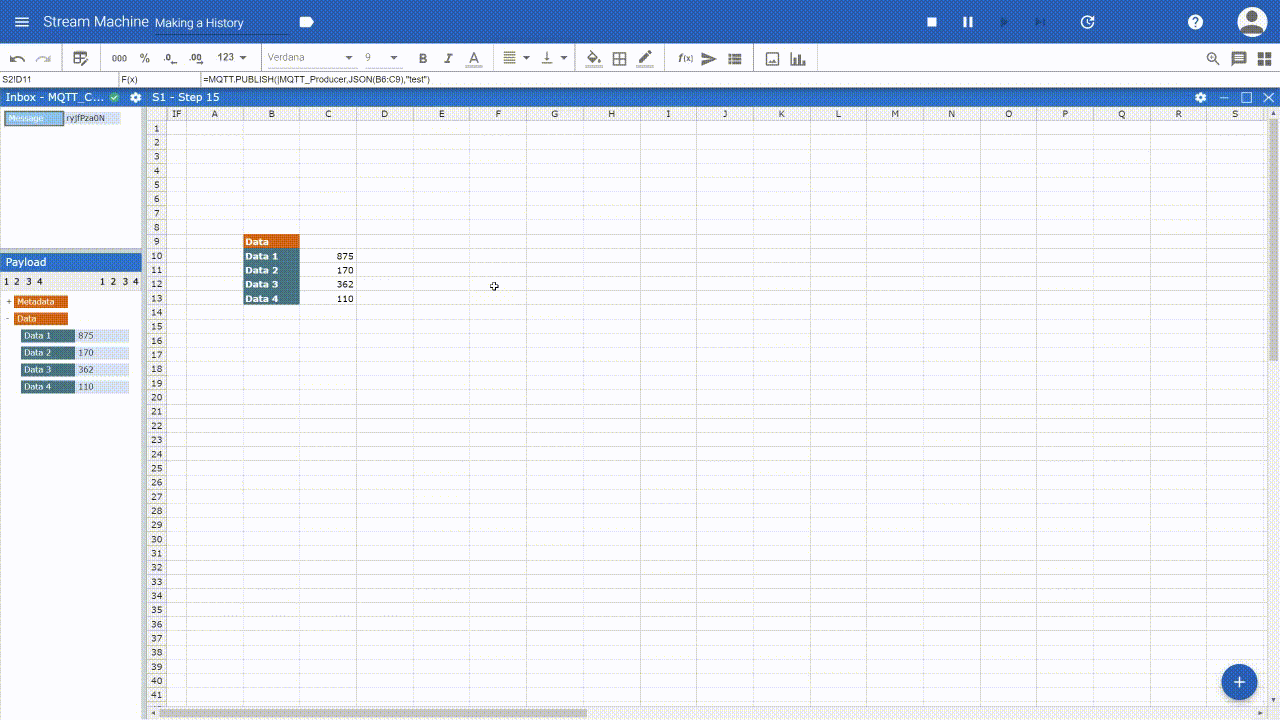 Stream Machine Making a History
000 % .0 .00 123 Verdana 9 B I A f(x)
S2!D11 F(x) =MQTT.PUBLISH(|MQTT_Producer,JSON(B6:C9),"test")
Inbox - MQTT_C... S1 - Step 15
IF A B C D E F G H I J K L M N O P Q R S
Message ryJfPza0N
1
2
3
4
5
6
7
8
9 Data
10 Data 1 875
11 Data 2 170
12 Data 3 362
13 Data 4 110
14
15
16
17
18
19
20
21
22
23
24
25
26
27
28
29
30
31
32
33
34
35
36
37
38
39
40
41
Payload
1 2 3 4 1 2 3 4
+ Metadata
- Data
Data 1 875
Data 2 170
Data 3 362
Data 4 110